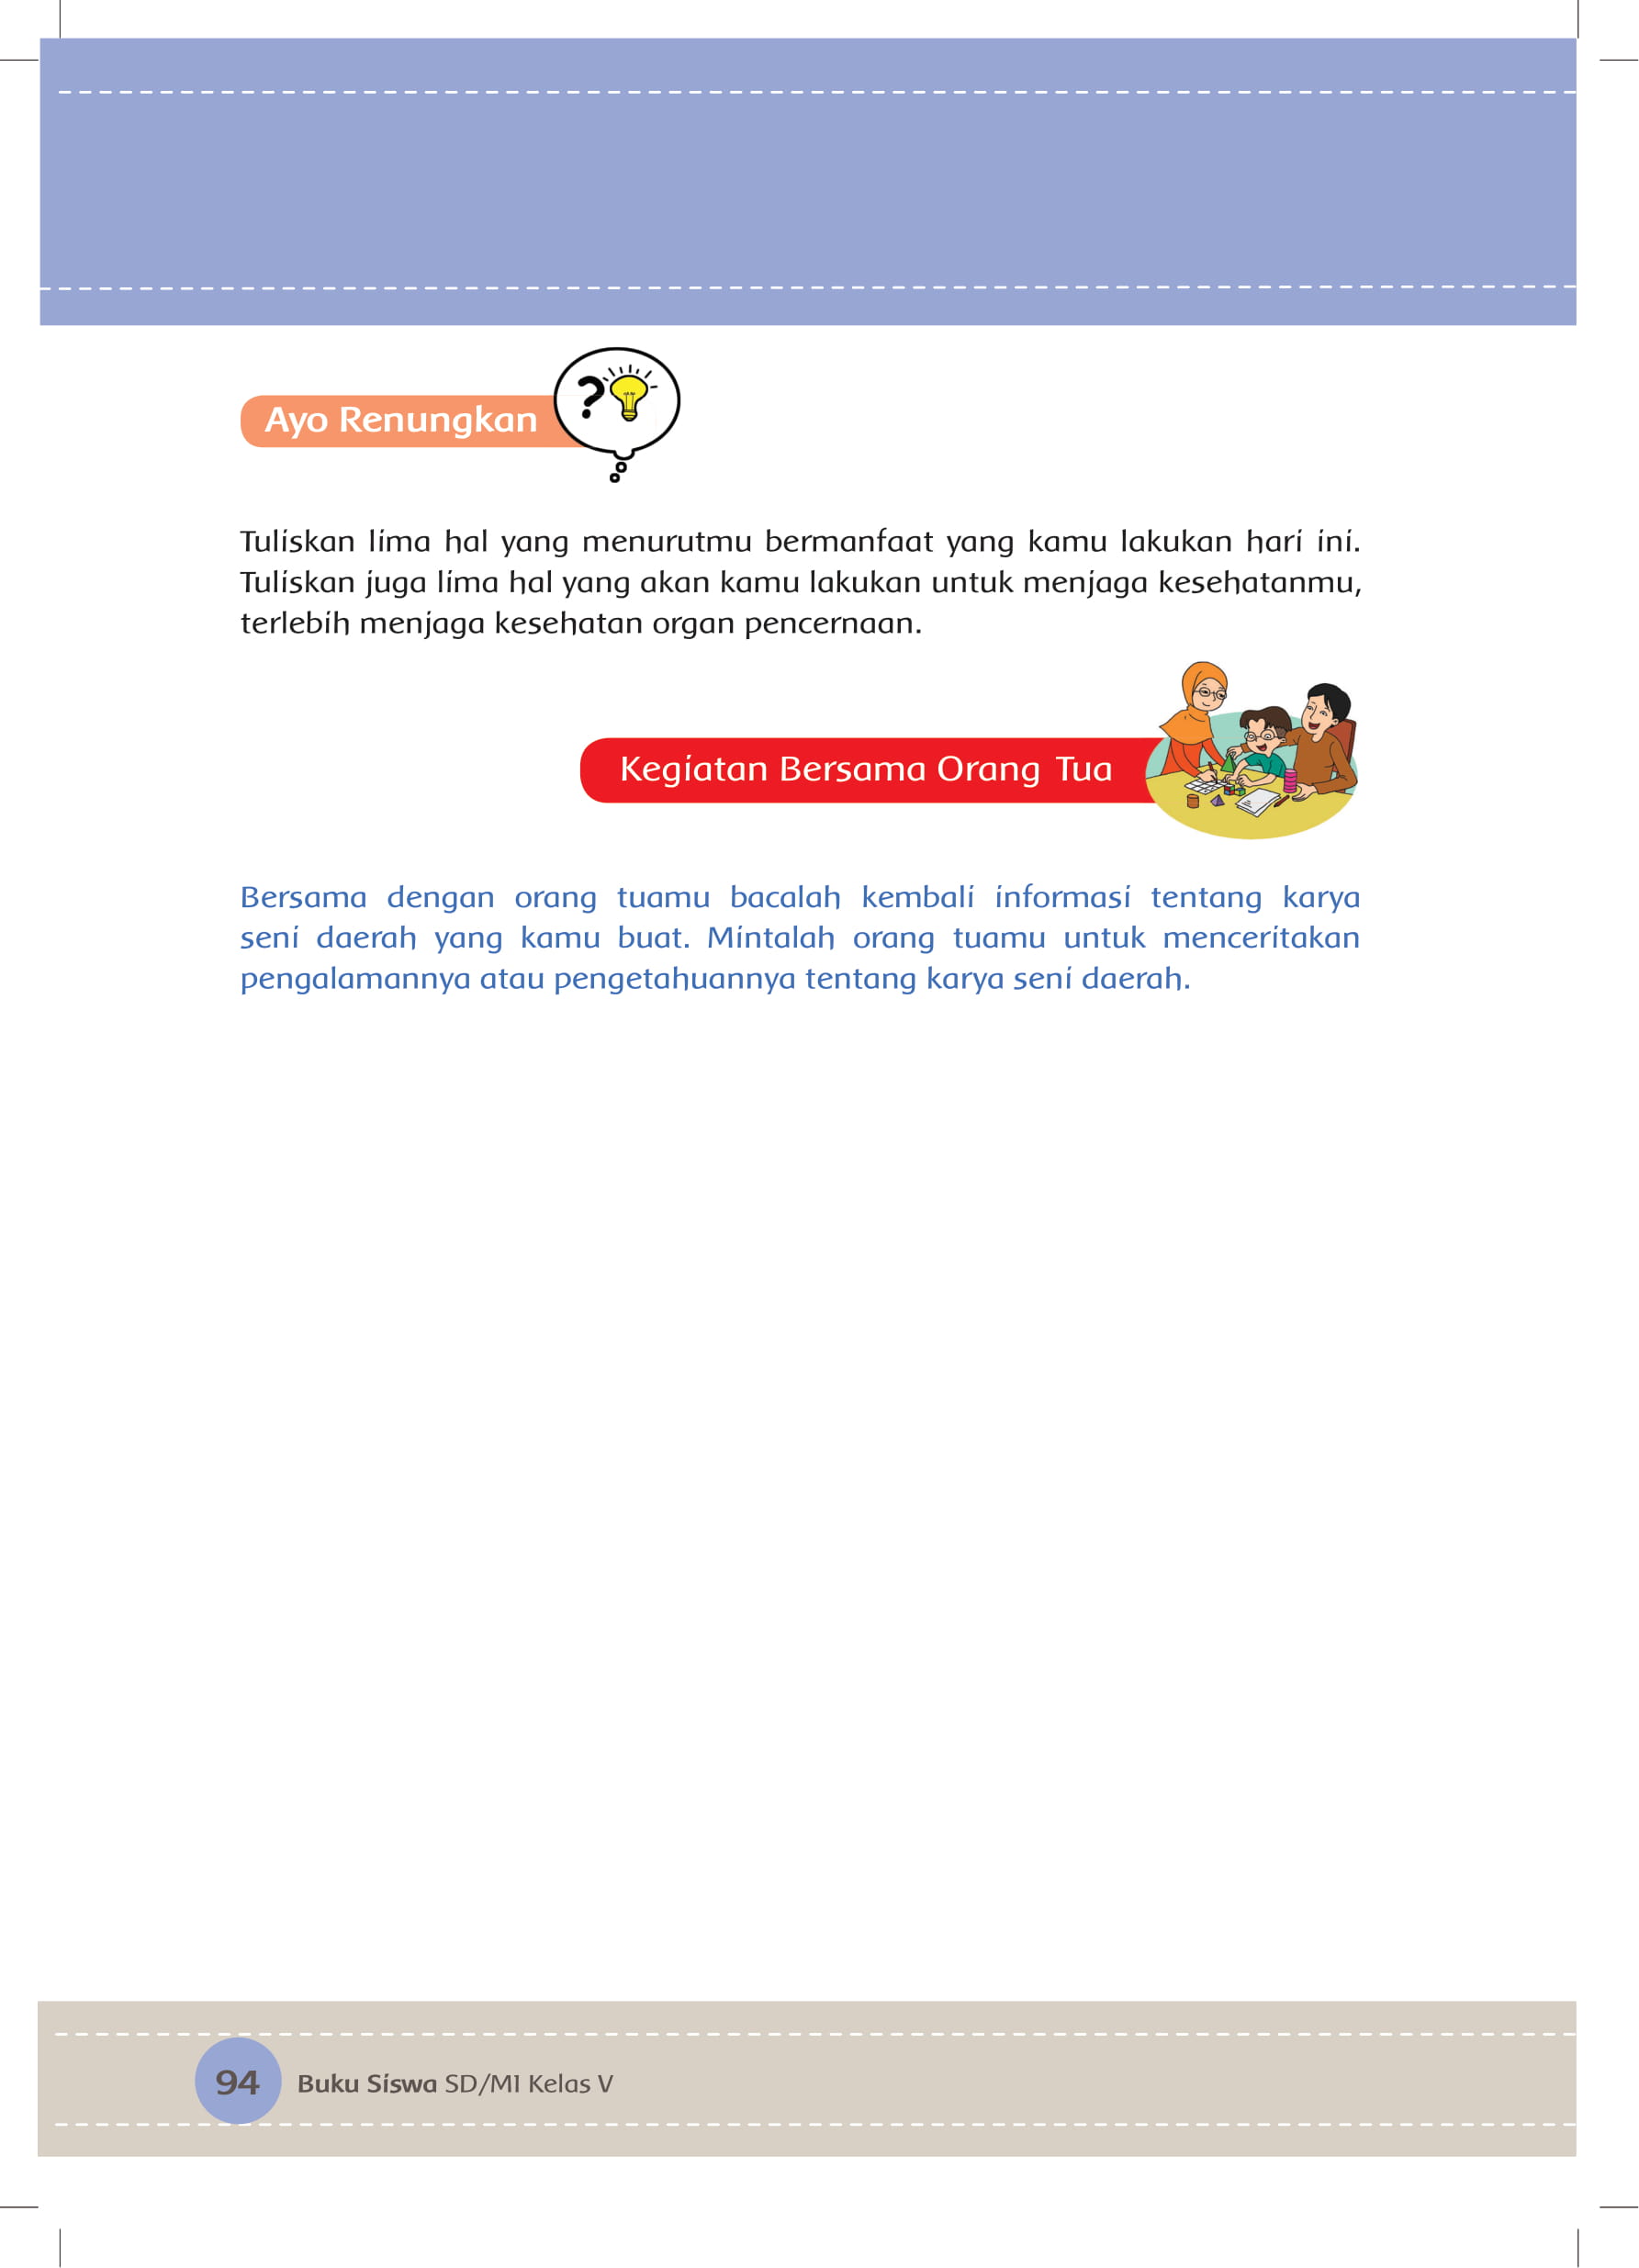 Ayo Renungkan
?
Tuliskan lima hal yang menurutmu bermanfaat yang kamu lakukan hari ini.
Tuliskan juga lima hal yang akan kamu lakukan untuk menjaga kesehatanmu,
terlebih menjaga kesehatan organ pencernaan.
Kegiatan Bersama Orang Tua
Bersama dengan orang tuamu bacalah kembali informasi tentang karya
seni daerah yang kamu buat. Mintalah orang tuamu untuk menceritakan
pengalamannya atau pengetahuannya tentang karya seni daerah.
94 Buku Siswa SD/MI Kelas V